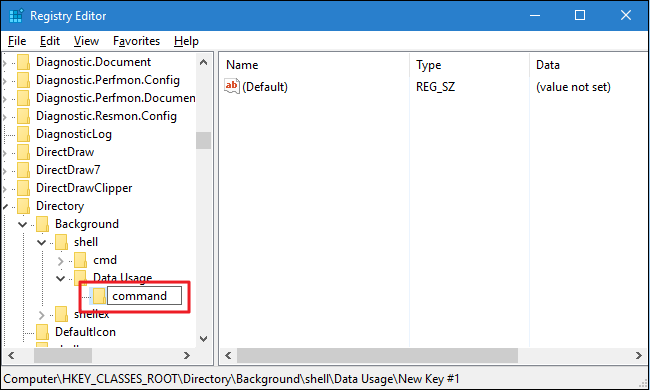 Registry Editor
File Edit View Favorites Help
Diagnostic.Document
Diagnostic.Perfmon.Config
Diagnostic.Perfmon.Documen
Diagnostic.Resmon.Config
DiagnosticLog
DirectDraw
DirectDraw7
DirectDrawClipper
Directory
Background
shell
cmd
Data Usage
command
shellex
DefaultIcon
Name Type Data
ab (Default) REG_SZ (value not set)
Computer\HKEY_CLASSES_ROOT\Directory\Background\shell\Data Usage\New Key #1